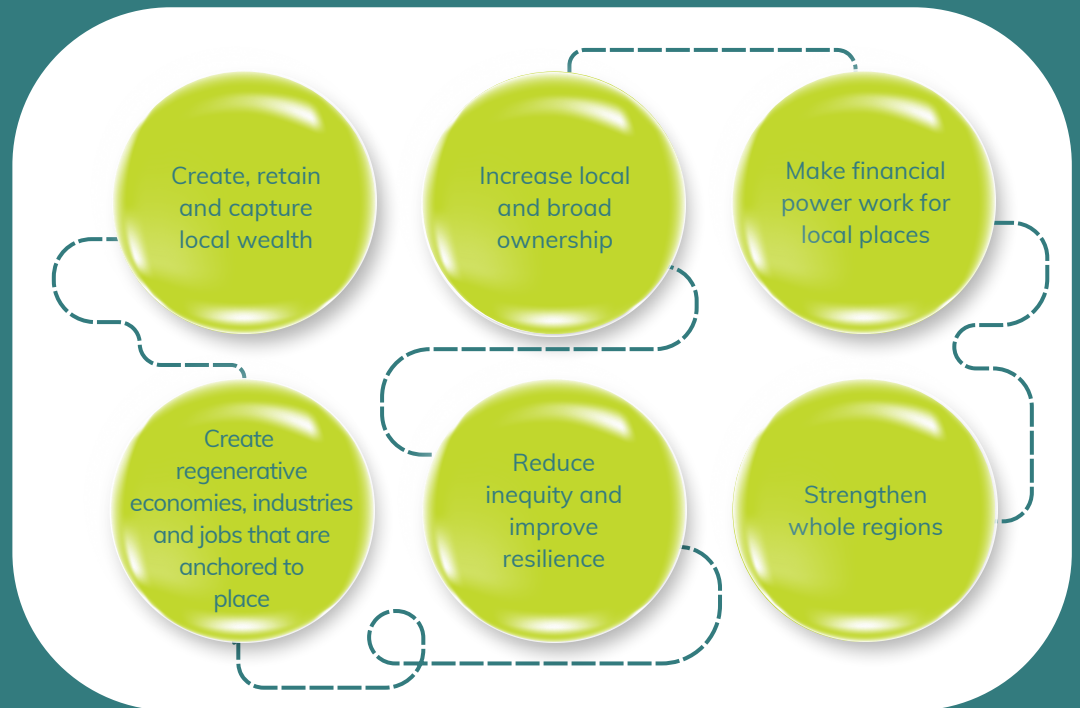 Create, retain
and capture
local wealth
Increase local
and broad
ownership
Make financial
power work for
local places
Create
regenerative
economies, industries
and jobs that are
anchored to
place
Reduce
inequity and
improve
resilience
Strengthen
whole regions